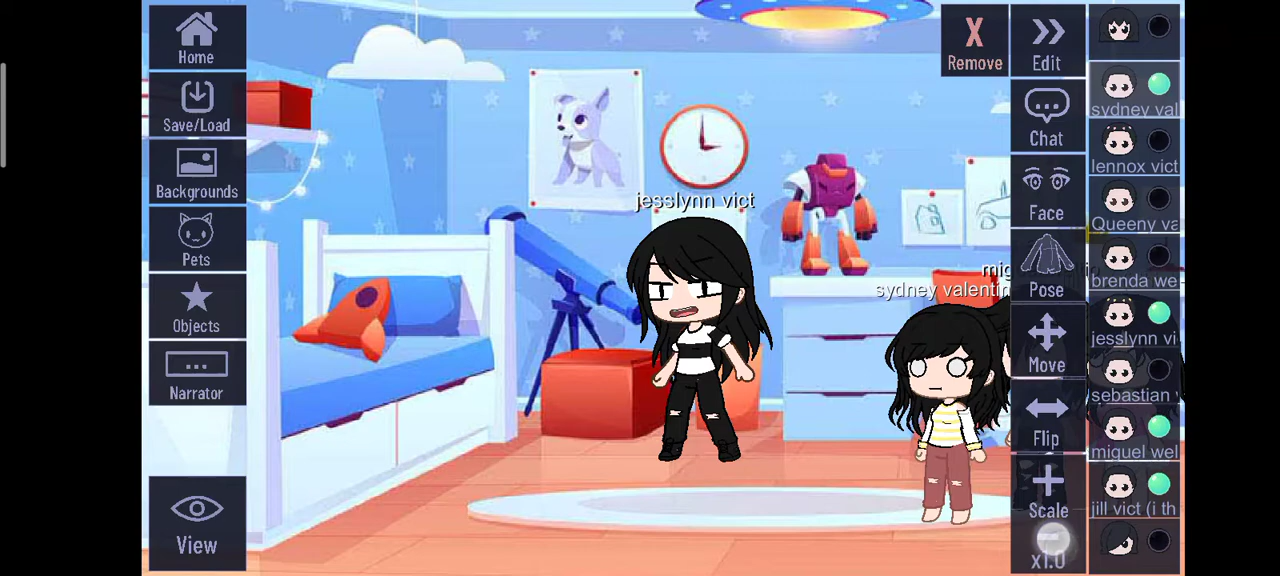 Home
Save/Load
Backgrounds
Pets
Objects
Narrator
View
jesslynn vict
sydney valentin
mig
X
Remove
Edit
Chat
Face
Pose
Move
Flip
Scale
x1.0
sydney val
lennox vict
Queeny va
brenda we
jesslynn vi
sebastian
miguel wel
jill vict (i th